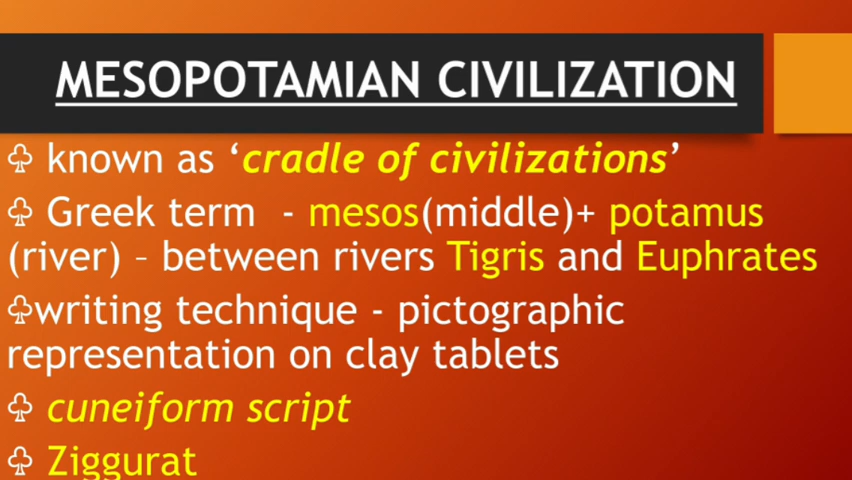 MESOPOTAMIAN CIVILIZATION
♧ known as ‘cradle of civilizations’
♧ Greek term - mesos(middle)+ potamus
(river) – between rivers Tigris and Euphrates
♧writing technique - pictographic
representation on clay tablets
♧ cuneiform script
♧ Ziggurat